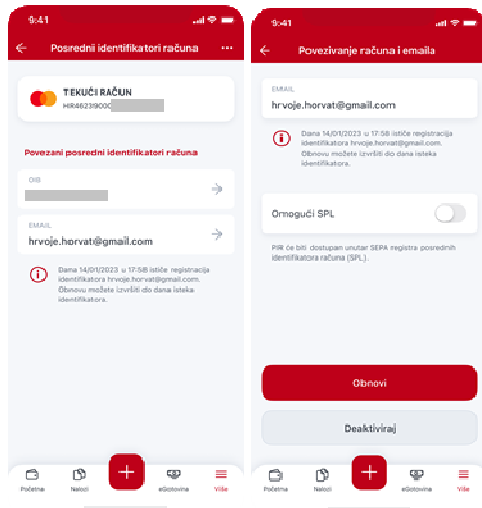 9:41
Posredni identifikatori računa
TEKUĆI RAČUN
HR4623900
Povezani posredni identifikatori računa
OIB
EMAIL
hrvoje.horvat@gmail.com
Dana 14/01/2023 u 17:58 ističe registracija
identifikatora hrvoje.horvat@gmail.com.
Obnovu možete izvršiti do dana isteka
identifikatora.
Početna
Nalozi
eGotovina
Više
9:41
Povezivanje računa i emaila
EMAIL
hrvoje.horvat@gmail.com
Dana 14/01/2023 u 17:58 ističe registracija
identifikatora hrvoje.horvat@gmail.com.
Obnovu možete izvršiti do dana isteka
identifikatora.
Omogući SPL
PIR će biti dostupan unutar SEPA registra posrednih
identifikatora računa (SPL).
Obnovi
Deaktiviraj
Početna
Nalozi
eGotovina
Više